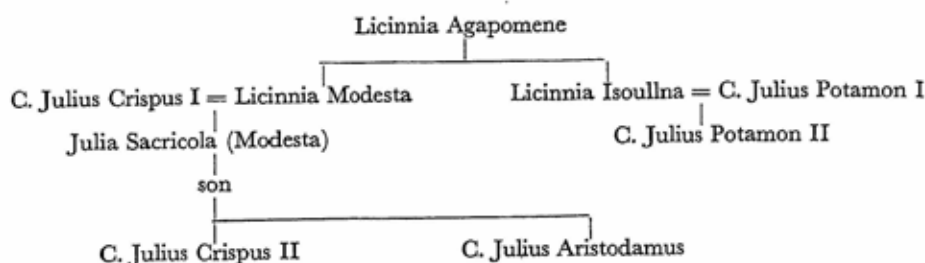 Licinnia Agapomene
C. Julius Crispus I = Licinnia Modesta Licinnia Isoullna = C. Julius Potamon I
Julia Sacricola (Modesta) C. Julius Potamon II
son
C. Julius Crispus II C. Julius Aristodamus